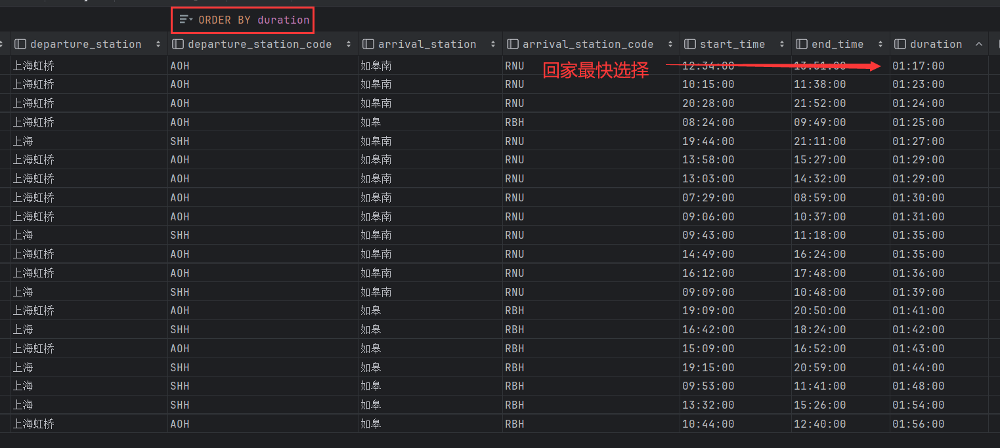 ORDER BY duration
departure_station departure_station_code arrival_station arrival_station_code start_time end_time duration
上海虹桥 AOH 如皋南 RNU 回家最快选择 12:34:00 13:51:00 01:17:00
上海虹桥 AOH 如皋南 RNU 10:15:00 11:38:00 01:23:00
上海虹桥 AOH 如皋南 RNU 20:28:00 21:52:00 01:24:00
上海虹桥 AOH 如皋 RBH 08:24:00 09:49:00 01:25:00
上海 SHH 如皋南 RNU 19:44:00 21:11:00 01:27:00
上海虹桥 AOH 如皋南 RNU 13:58:00 15:27:00 01:29:00
上海虹桥 AOH 如皋南 RNU 13:03:00 14:32:00 01:29:00
上海虹桥 AOH 如皋南 RNU 07:29:00 08:59:00 01:30:00
上海虹桥 AOH 如皋南 RNU 09:06:00 10:37:00 01:31:00
上海 SHH 如皋南 RNU 09:43:00 11:18:00 01:35:00
上海虹桥 AOH 如皋南 RNU 14:49:00 16:24:00 01:35:00
上海虹桥 AOH 如皋南 RNU 16:12:00 17:48:00 01:36:00
上海 SHH 如皋南 RNU 09:09:00 10:48:00 01:39:00
上海虹桥 AOH 如皋 RBH 19:09:00 20:50:00 01:41:00
上海 SHH 如皋 RBH 16:42:00 18:24:00 01:42:00
上海虹桥 AOH 如皋 RBH 15:09:00 16:52:00 01:43:00
上海 SHH 如皋 RBH 19:15:00 20:59:00 01:44:00
上海 SHH 如皋 RBH 09:53:00 11:41:00 01:48:00
上海 SHH 如皋 RBH 13:32:00 15:26:00 01:54:00
上海虹桥 AOH 如皋 RBH 10:44:00 12:40:00 01:56:00